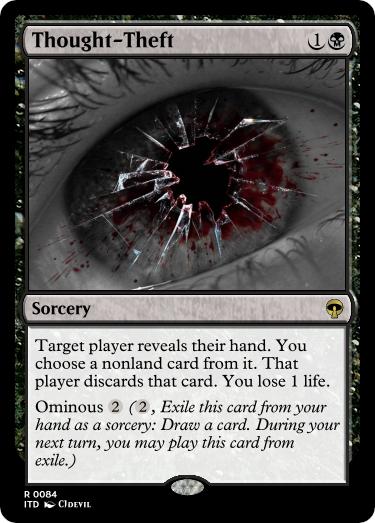 Thought-Theft 1
Sorcery
Target player reveals their hand. You
choose a nonland card from it. That
player discards that card. You lose 1 life.
Ominous 2 (2, Exile this card from your
hand as a sorcery: Draw a card. During your
next turn, you may play this card from
exile.)
R 0084
ITD CJDEVIL